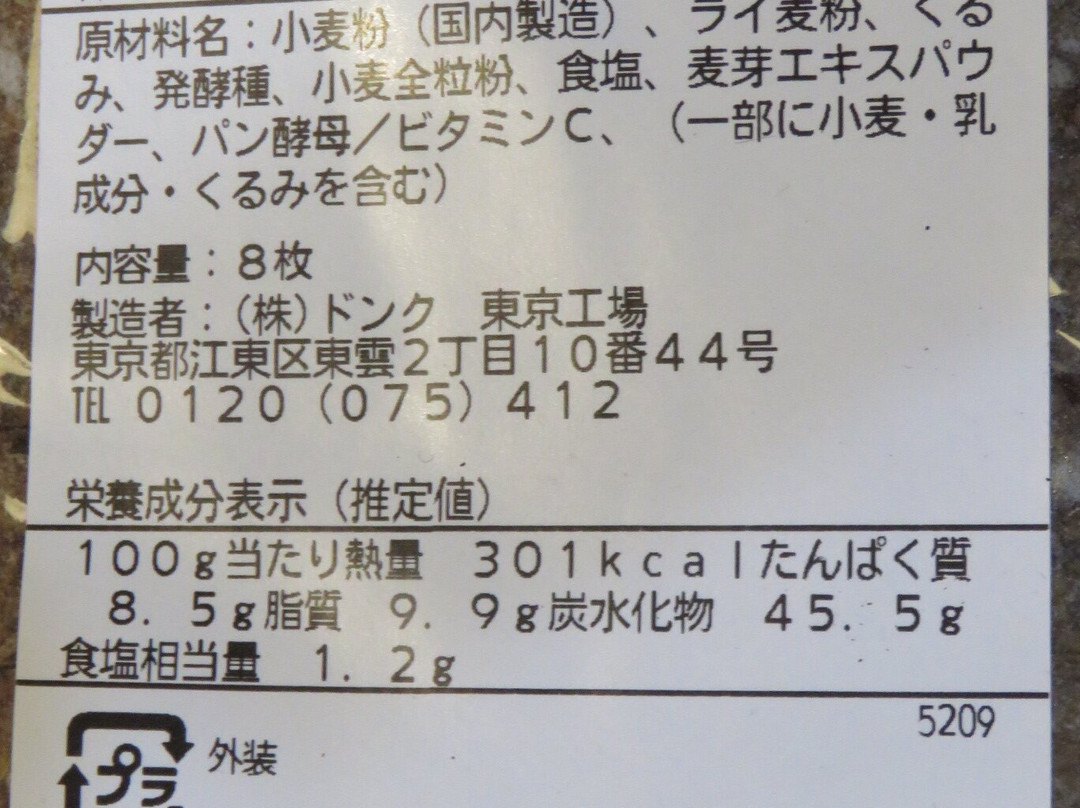 原材料名：小麦粉（国内製造）、ライ麦粉、くる
み、発酵種、小麦全粒粉、食塩、麦芽エキスパウ
ダー、パン酵母／ビタミンＣ、（一部に小麦・乳
成分・くるみを含む）
内容量：８枚
製造者：（株）ドンク　東京工場
東京都江東区東雲２丁目１０番４４号
℡ ０１２０（０７５）４１２
栄養成分表示（推定値）
１００ｇ当たり熱量　３０１ｋｃａｌたんぱく質
８．５ｇ脂質　９．９ｇ炭水化物　４５．５ｇ
食塩相当量　１．２ｇ
5209
プラ 外装